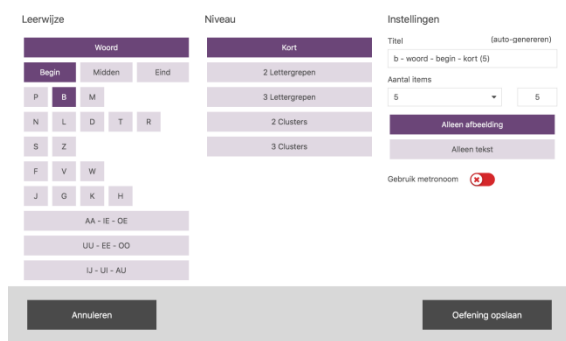 Leerwijze
Woord
Begin Midden Eind
P B M
N L D T R
S Z
F V W
J G K H
AA - IE - OE
UU - EE - OO
IJ - UI - AU
Niveau
Kort
2 Lettergrepen
3 Lettergrepen
2 Clusters
3 Clusters
Instellingen
Titel (auto-genereren)
b - woord - begin - kort (5)
Aantal items
5 5
Alleen afbeelding
Alleen tekst
Gebruik metronoom
Annuleren
Oefening opslaan